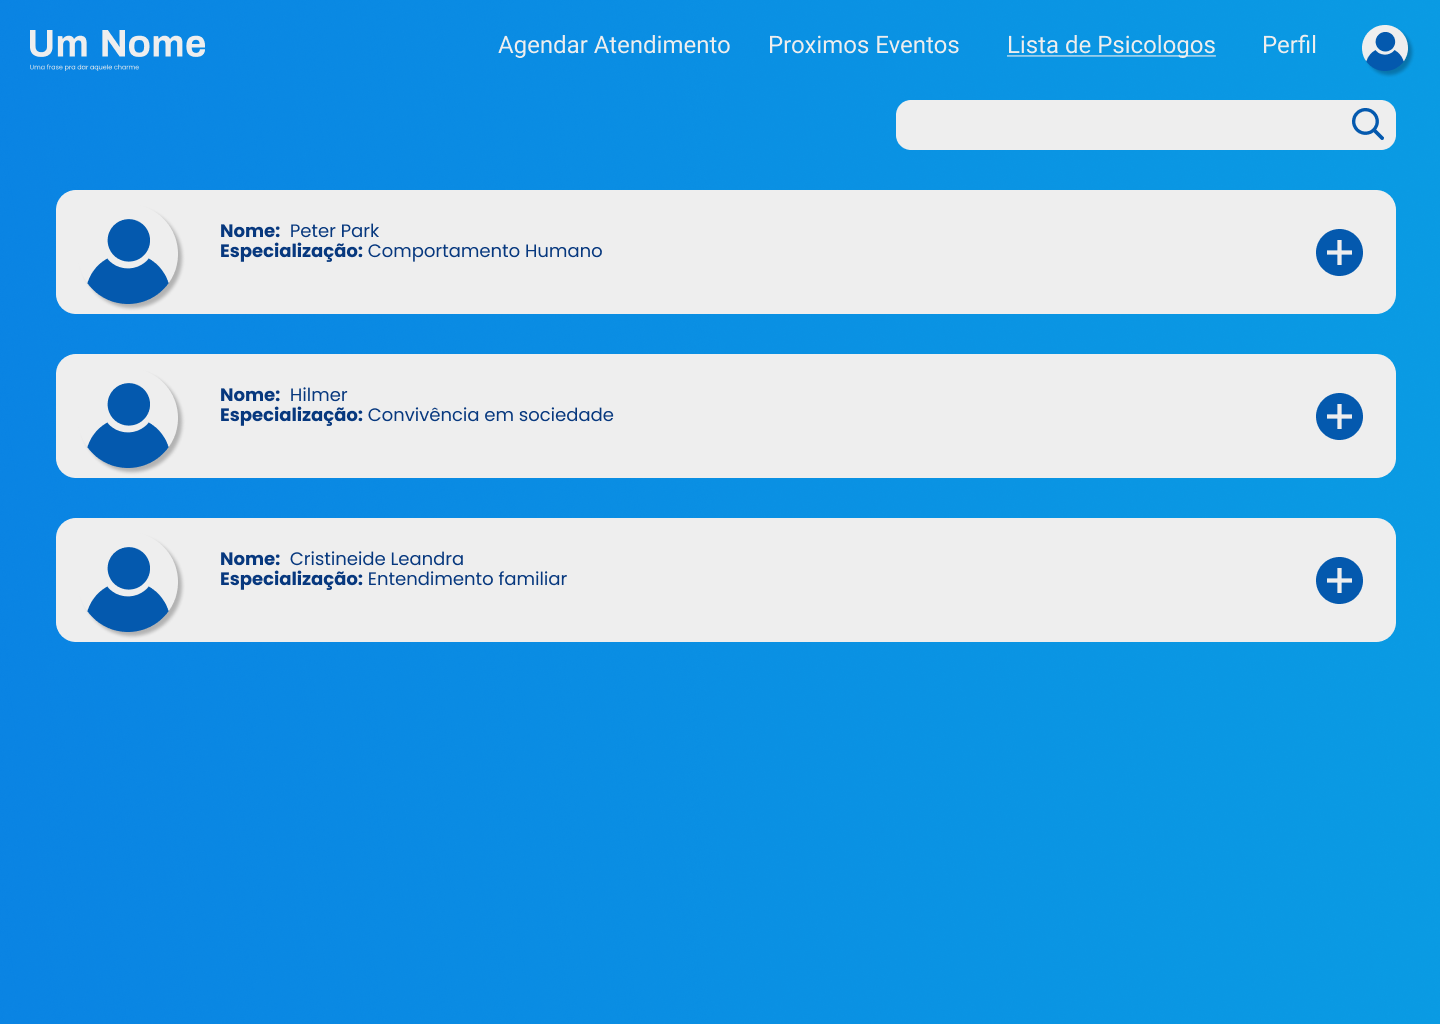 Um Nome
Uma frase pra dar aquele charme
Agendar Atendimento Proximos Eventos Lista de Psicologos Perfil
Nome: Peter Park
Especialização: Comportamento Humano
Nome: Hilmer
Especialização: Convivência em sociedade
Nome: Cristineide Leandra
Especialização: Entendimento familiar